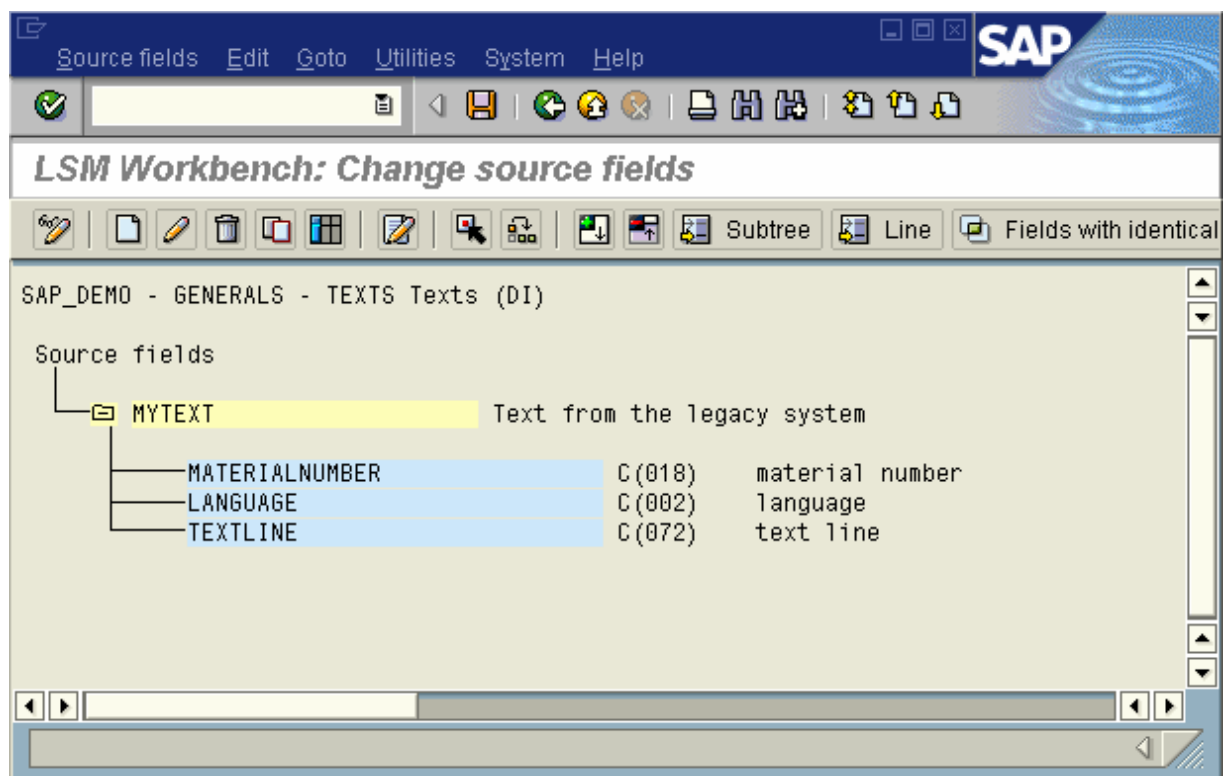 Source fields Edit Goto Utilities System Help
SAP
LSM Workbench: Change source fields
Subtree Line Fields with identical
SAP_DEMO - GENERALS - TEXTS Texts (DI)
Source fields
MYTEXT Text from the legacy system
MATERIALNUMBER C(018) material number
LANGUAGE C(002) language
TEXTLINE C(072) text line